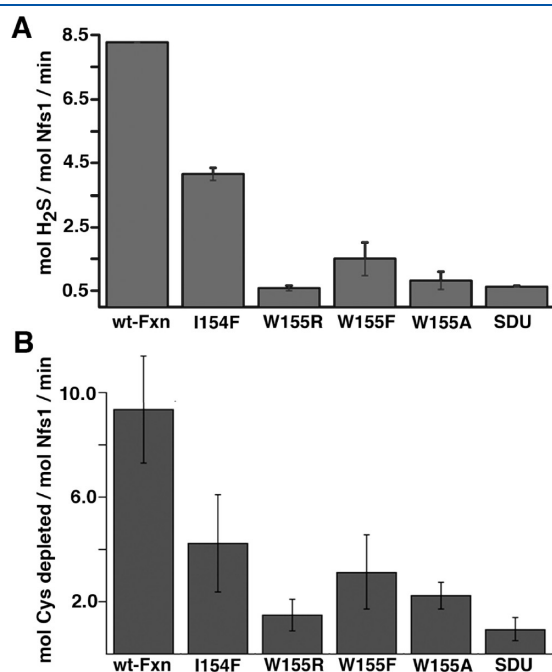 A
8.5
6.5
4.5
2.5
0.5
mol H2S / mol Nfs1 / min
wt-Fxn I154F W155R W155F W155A SDU
B
10.0
6.0
2.0
mol Cys depleted / mol Nfs1 / min
wt-Fxn I154F W155R W155F W155A SDU